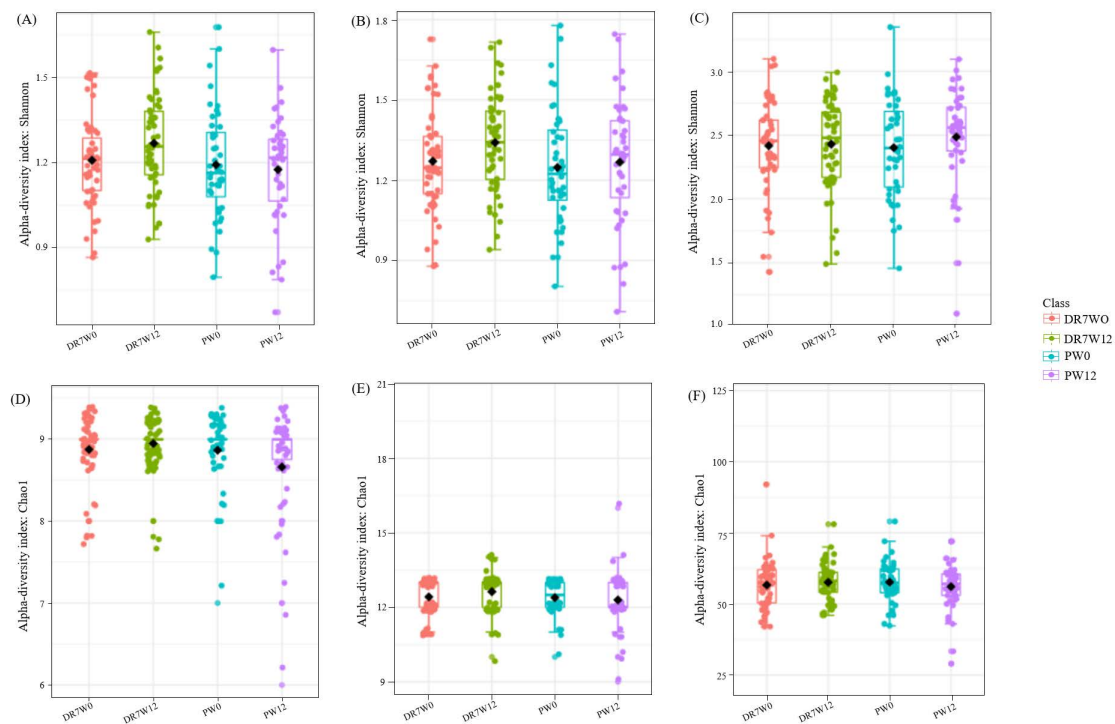 (A)
Alpha-diversity index: Shannon
1.5
1.2
0.9
DR7W0
DR7W12
PW0
PW12
(B)
Alpha-diversity index: Shannon
1.8
1.5
1.2
0.9
DR7W0
DR7W12
PW0
PW12
(C)
Alpha-diversity index: Shannon
3.0
2.5
2.0
1.5
1.0
DR7W0
DR7W12
PW0
PW12
Class
DR7WO
DR7W12
PW0
PW12
(D)
Alpha-diversity index: Chao1
9
8
7
6
DR7W0
DR7W12
PW0
PW12
(E)
Alpha-diversity index: Chao1
21
18
15
12
9
DR7W0
DR7W12
PW0
PW12
(F)
Alpha-diversity index: Chao1
125
100
75
50
25
DR7W0
DR7W12
PW0
PW12